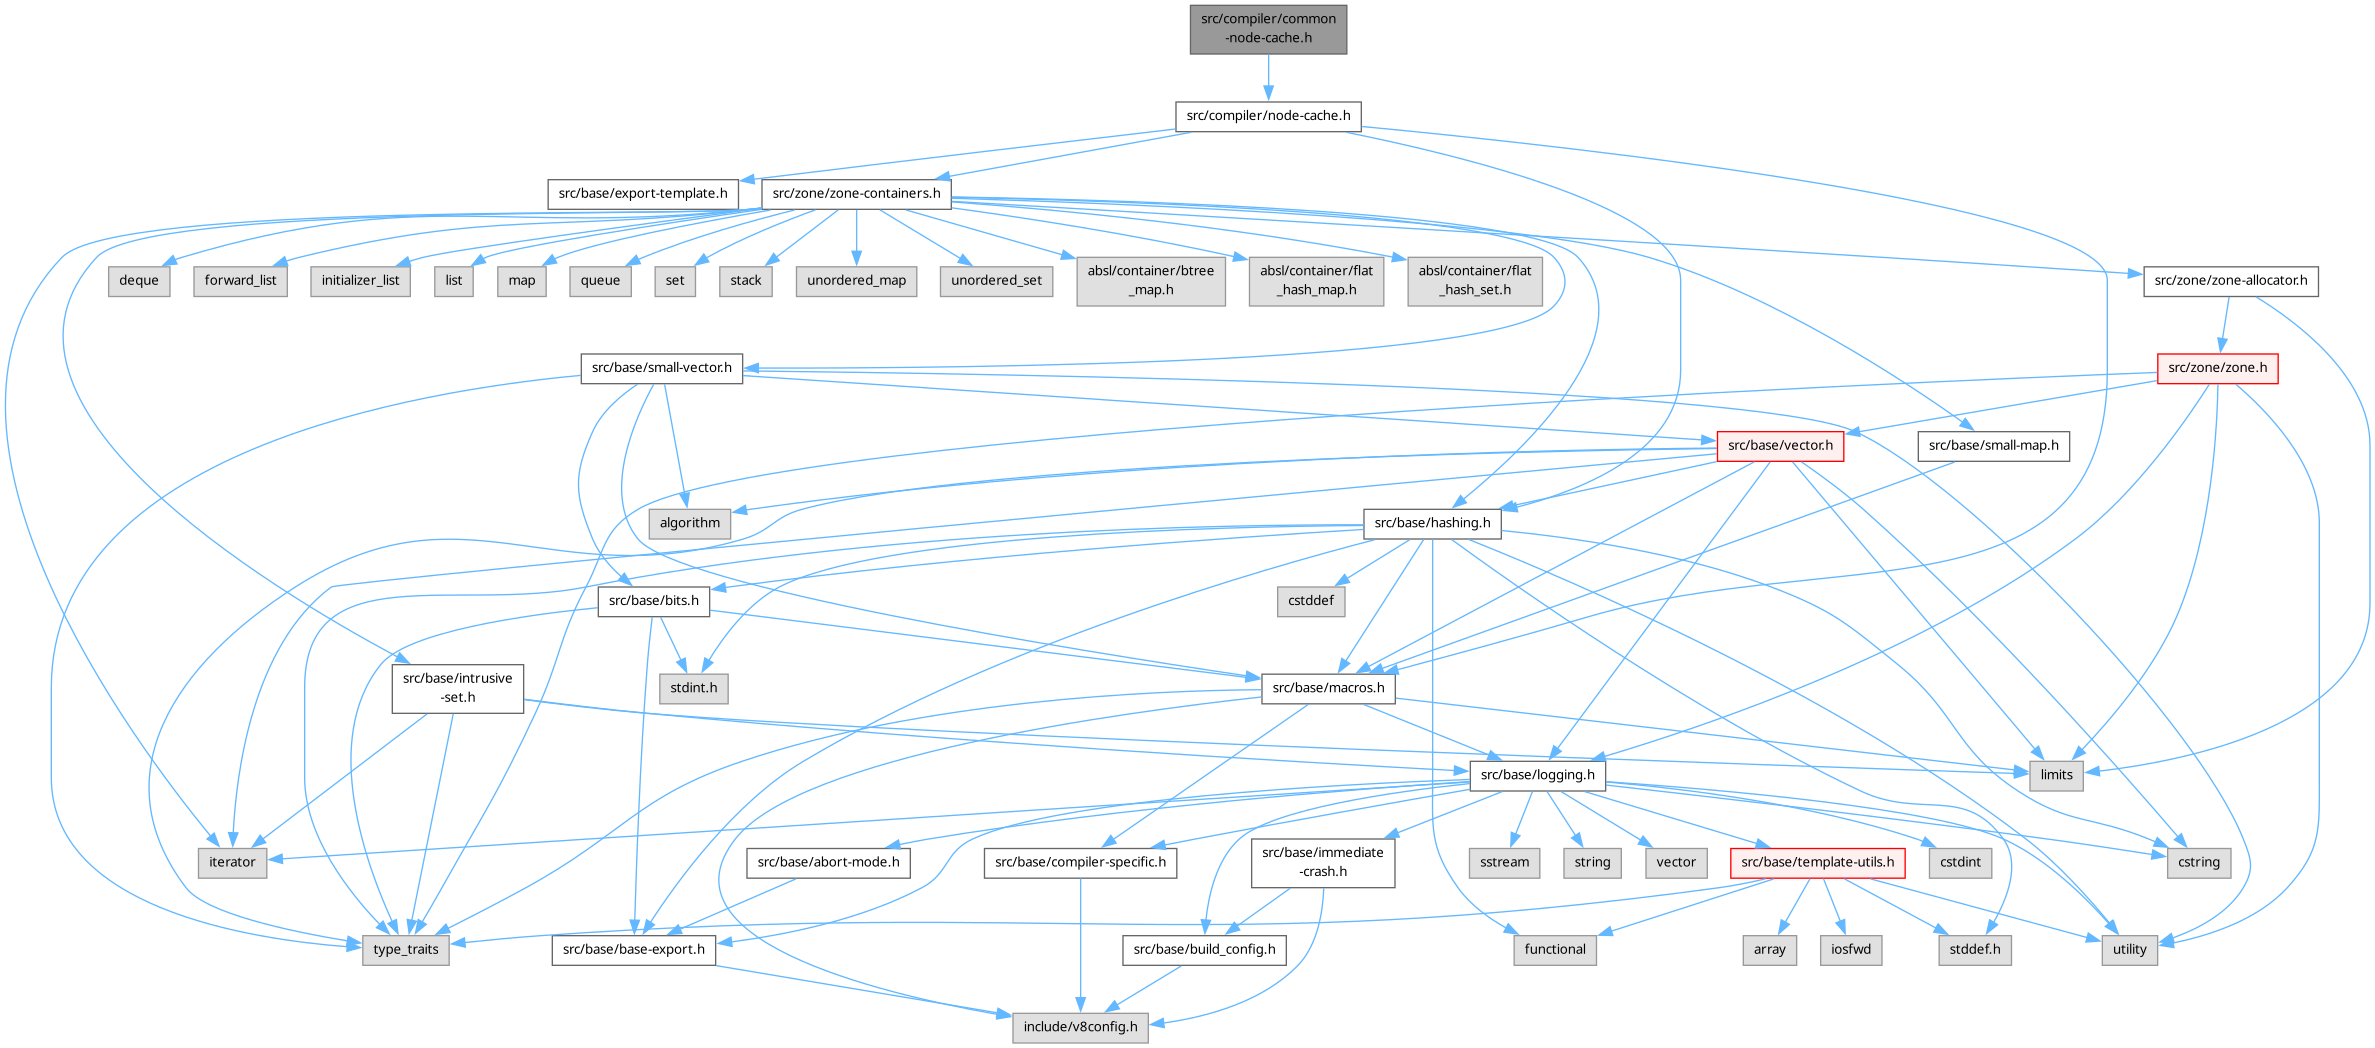 src/compiler/common
-node-cache.h
src/compiler/node-cache.h
src/base/export-template.h
src/zone/zone-containers.h
deque
forward_list
initializer_list
list
map
queue
set
stack
unordered_map
unordered_set
absl/container/btree
_map.h
absl/container/flat
_hash_map.h
absl/container/flat
_hash_set.h
src/zone/zone-allocator.h
src/base/small-vector.h
src/zone/zone.h
src/base/vector.h
src/base/small-map.h
algorithm
src/base/hashing.h
src/base/bits.h
cstddef
src/base/intrusive
-set.h
stdint.h
src/base/macros.h
src/base/logging.h
limits
iterator
src/base/abort-mode.h
src/base/compiler-specific.h
src/base/immediate
-crash.h
sstream
string
vector
src/base/template-utils.h
cstdint
cstring
type_traits
src/base/base-export.h
src/base/build_config.h
functional
array
iosfwd
stddef.h
utility
include/v8config.h